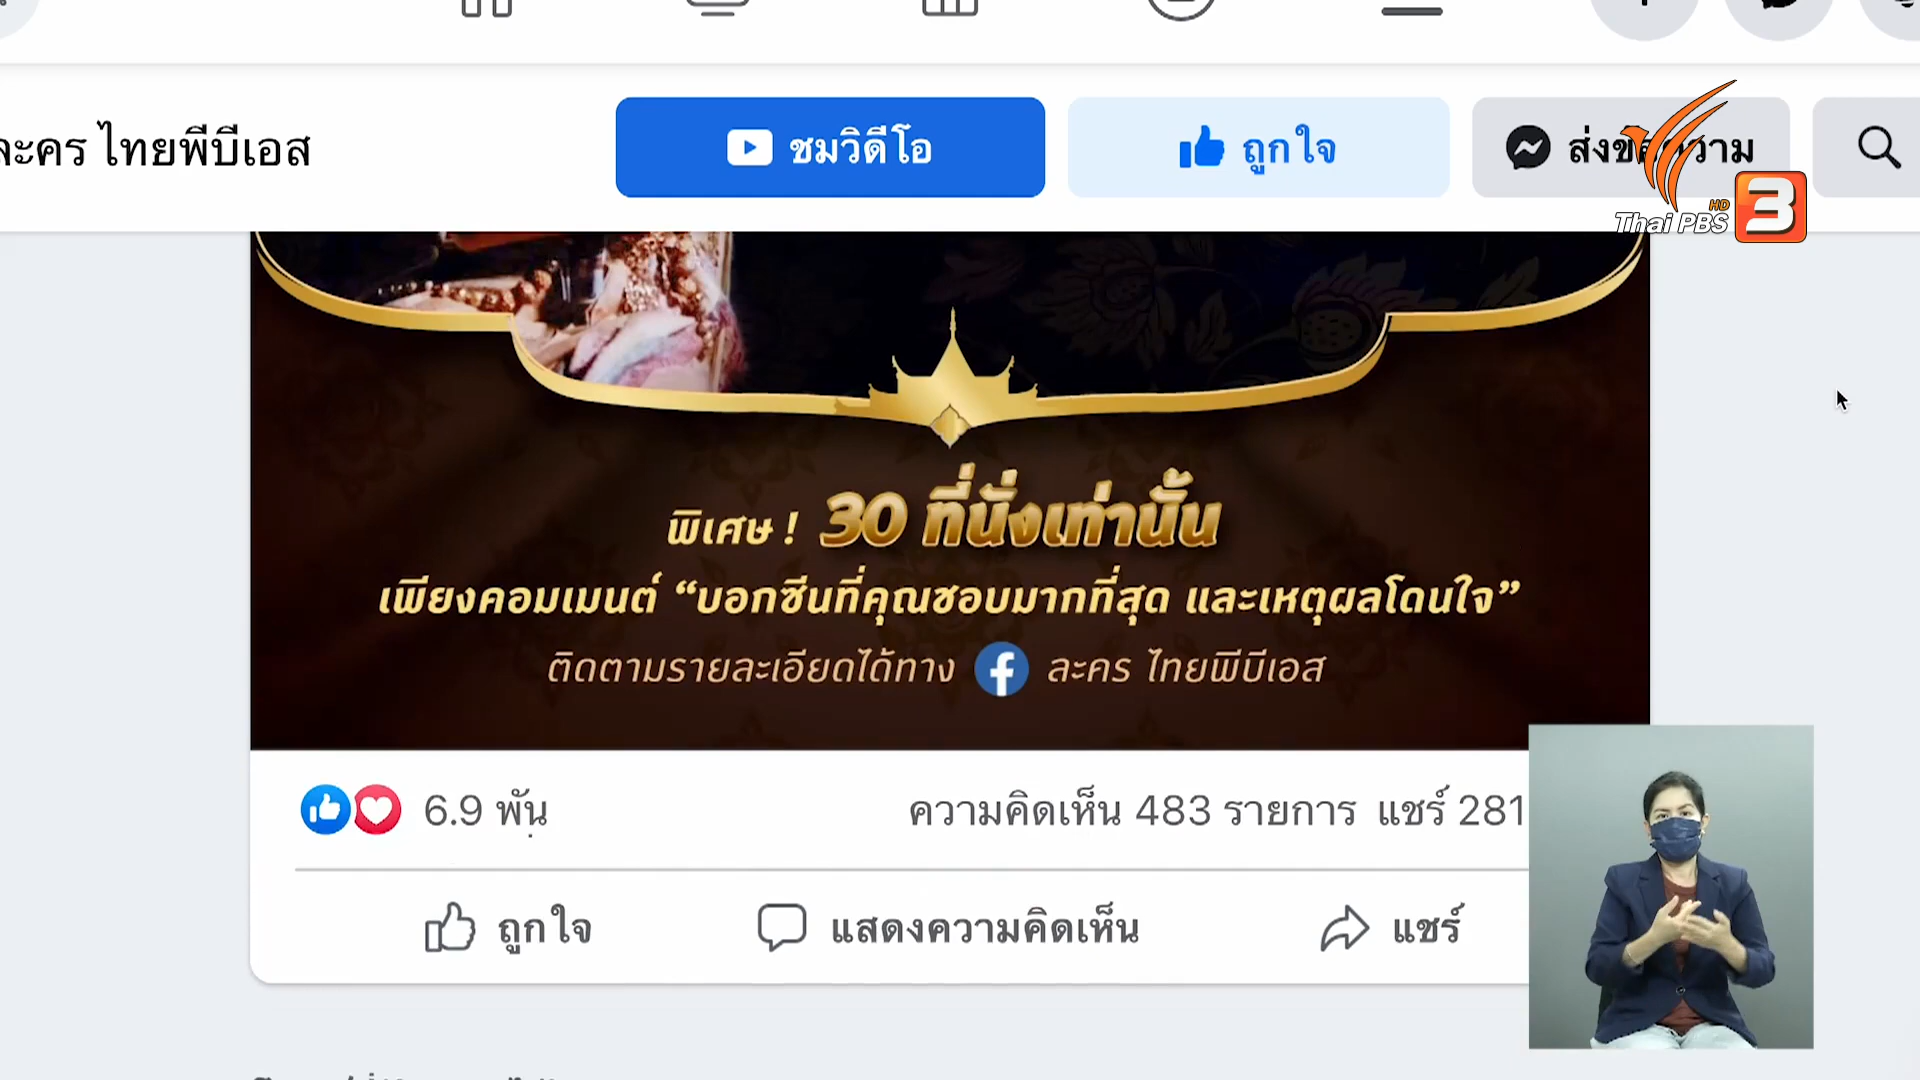 ละคร ไทยพีบีเอส
ชมวิดีโอ
ถูกใจ
ส่งข้อความ
Thai PBS
HD
3
พิเศษ ! 30 ที่นั่งเท่านั้น
เพียงคอมเมนต์ “บอกซีนที่คุณชอบมากที่สุด และเหตุผลโดนใจ”
ติดตามรายละเอียดได้ทาง
ละคร ไทยพีบีเอส
6.9 พัน
ความคิดเห็น 483 รายการ แชร์ 281
ถูกใจ
แสดงความคิดเห็น
แชร์